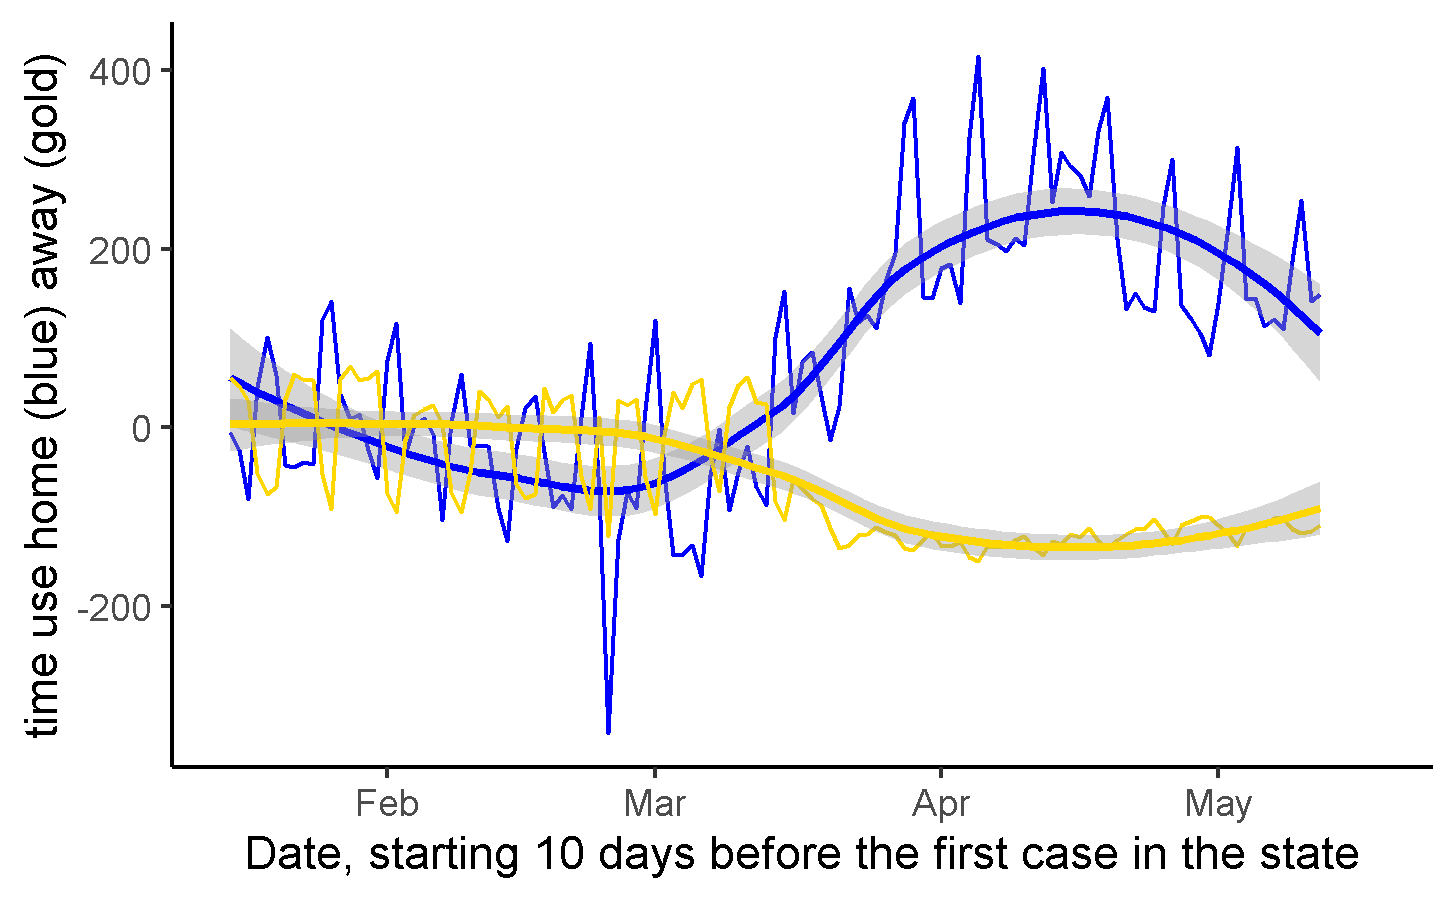 time use home (blue) away (gold)
400
200
0
-200
Feb Mar Apr May
Date, starting 10 days before the first case in the state